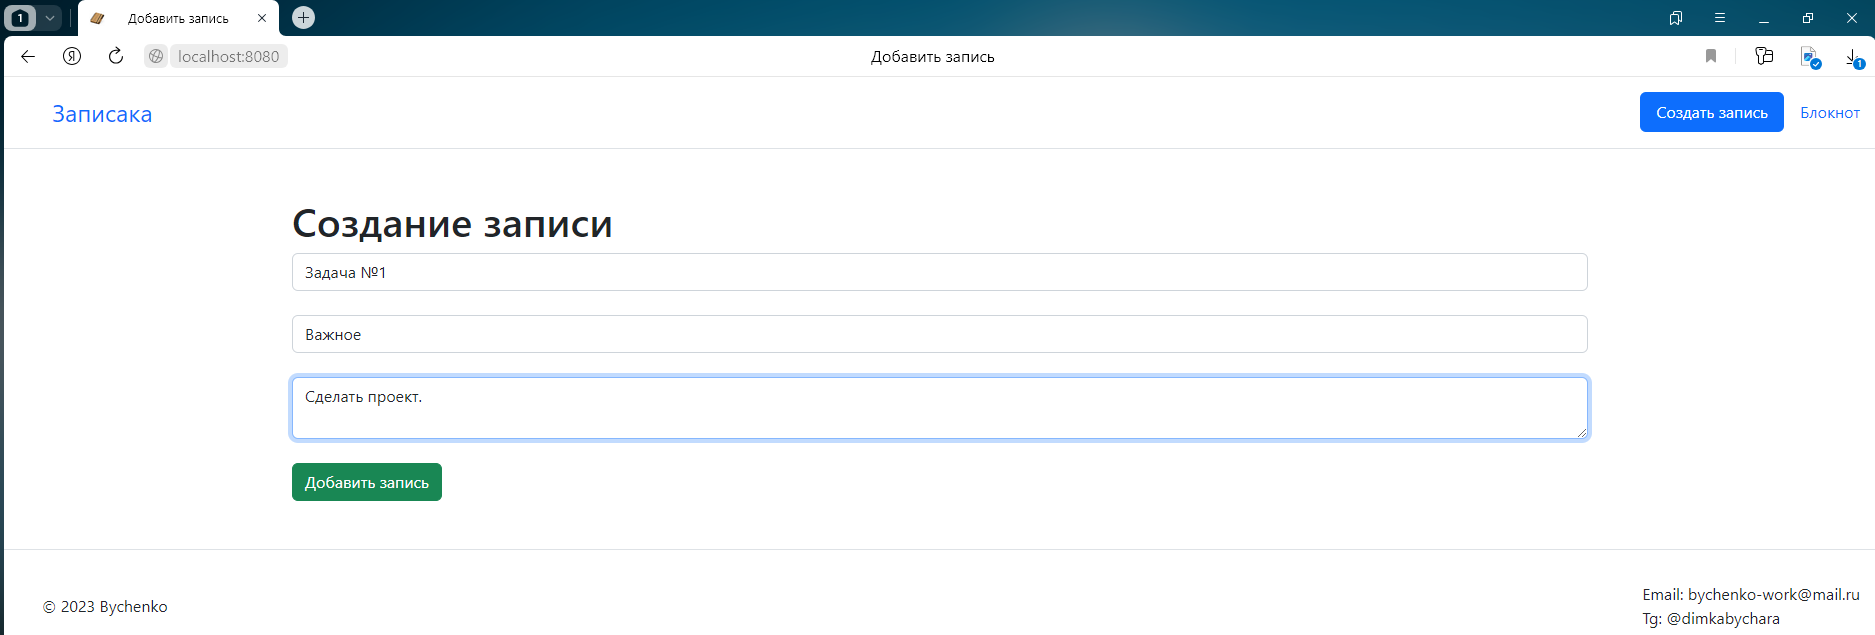 1
Добавить запись
Я
localhost:8080
Добавить запись
1
Записака
Создать запись
Блокнот
Создание записи
Задача №1
Важное
Сделать проект.
Добавить запись
© 2023 Bychenko
Email: bychenko-work@mail.ru
Tg: @dimkabychara